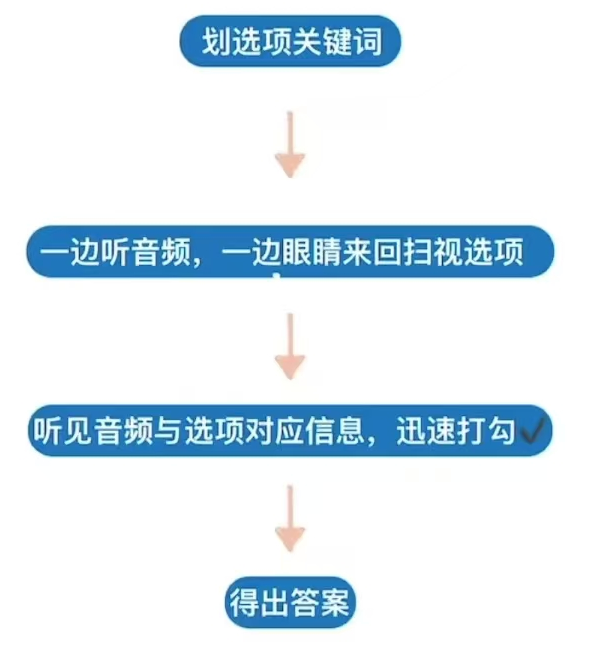 划选项关键词
一边听音频，一边眼睛来回扫视选项
听见音频与选项对应信息，迅速打勾✔
得出答案